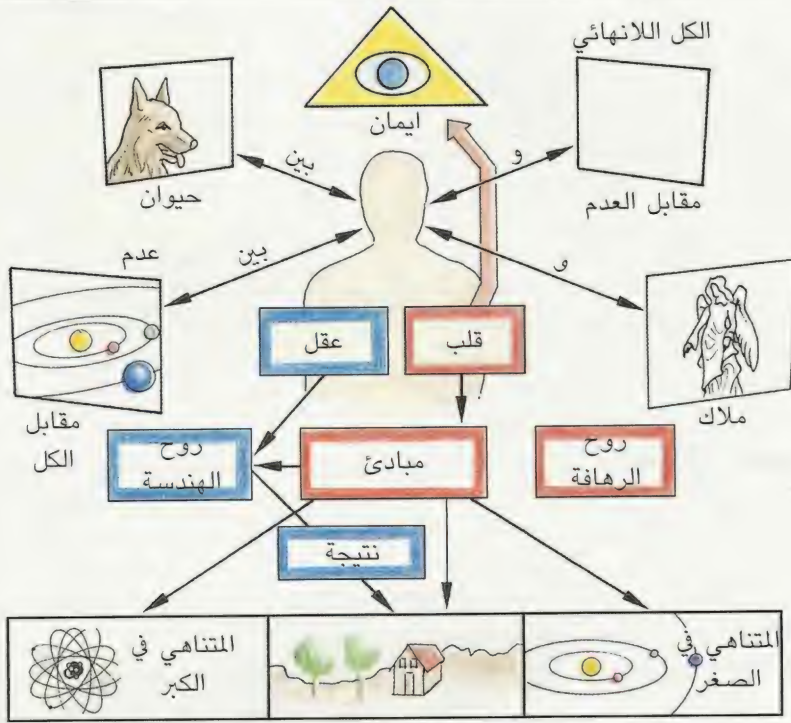 الكل اللانهائي
ايمان
و
بين
حيوان
مقابل العدم
و
بين
عدم
قلب
عقل
ملاك
مقابل
الكل
روح
الرهافة
مبادئ
روح
الهندسة
نتيجة
المتناهي في
الصغر
المتناهي في
الكبر